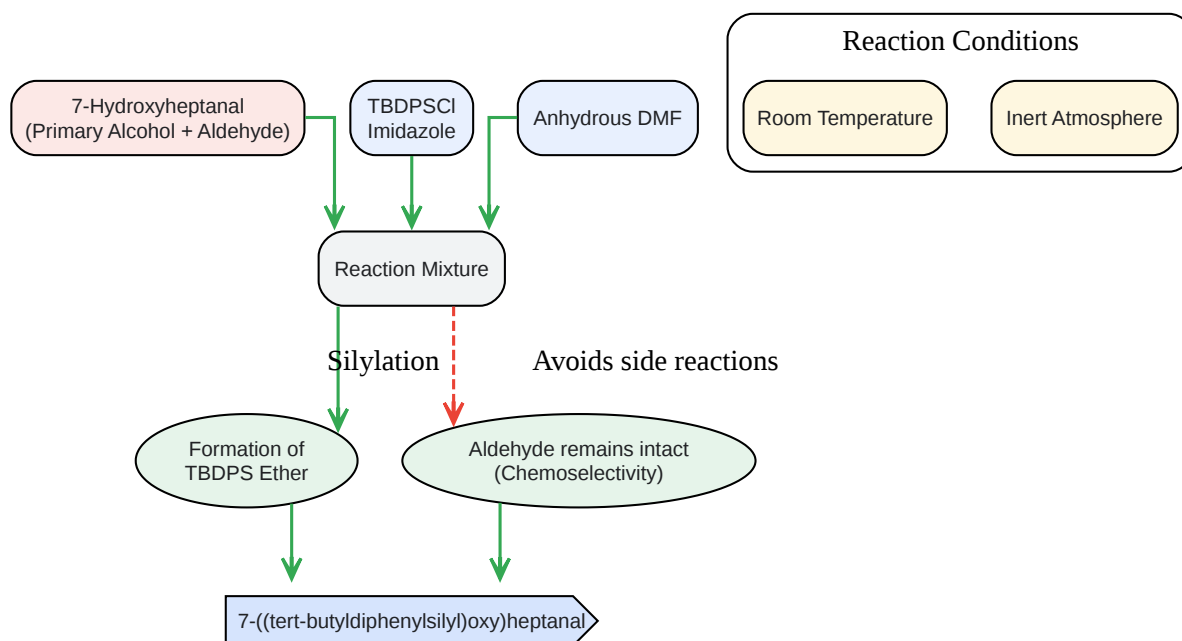 Reaction Conditions
7-Hydroxyheptanal
(Primary Alcohol + Aldehyde)
TBDPSCl
Imidazole
Anhydrous DMF
Room Temperature
Inert Atmosphere
Reaction Mixture
Silylation
Avoids side reactions
Formation of
TBDPS Ether
Aldehyde remains intact
(Chemoselectivity)
7-((tert-butyldiphenylsilyl)oxy)heptanal